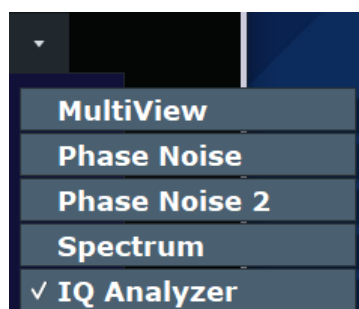 MultiView
Phase Noise
Phase Noise 2
Spectrum
✓ IQ Analyzer